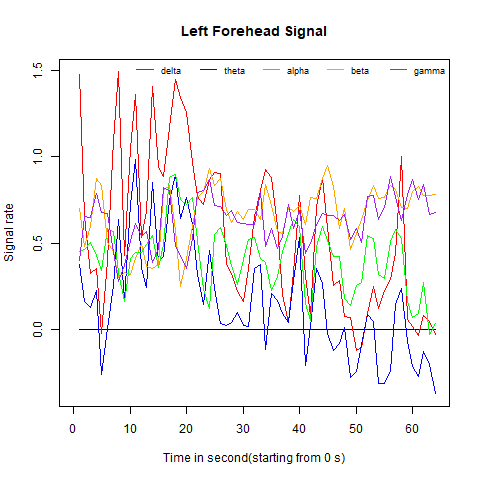 Left Forehead Signal
delta theta alpha beta gamma
Signal rate
1.5
1.0
0.5
0.0
0 10 20 30 40 50 60
Time in second(starting from 0 s)